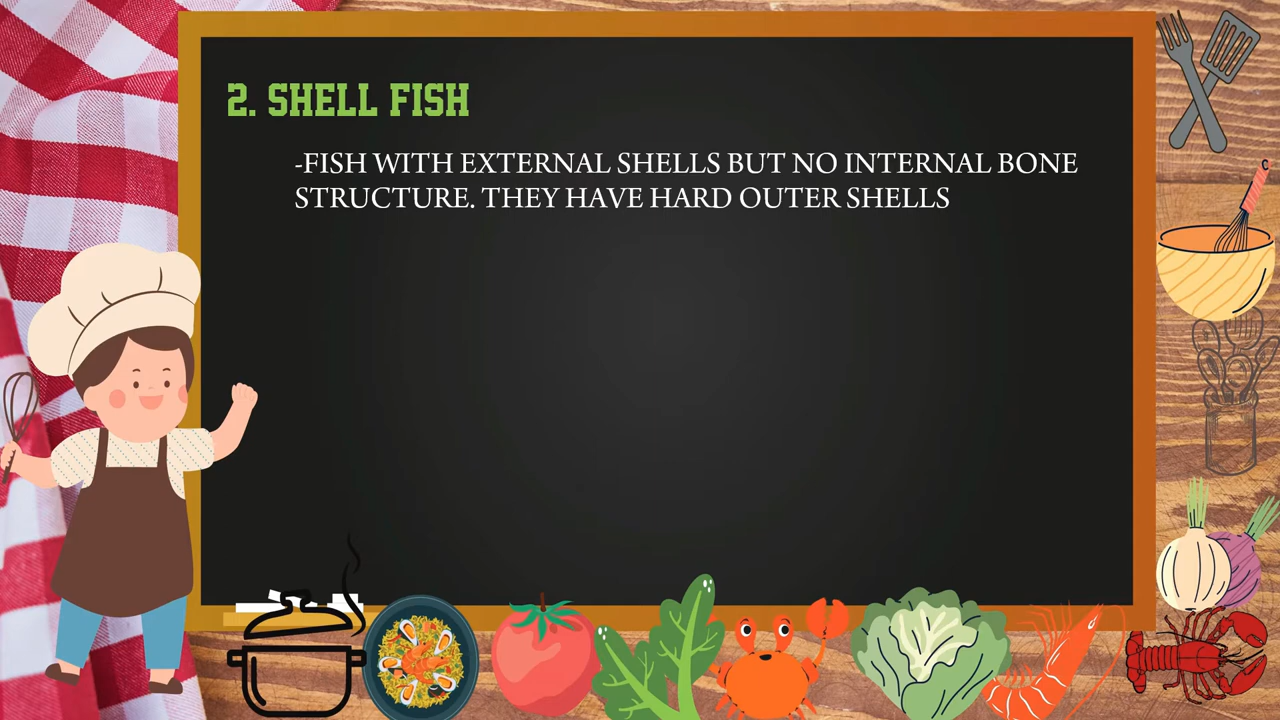 2. SHELL FISH
-FISH WITH EXTERNAL SHELLS BUT NO INTERNAL BONE
STRUCTURE. THEY HAVE HARD OUTER SHELLS